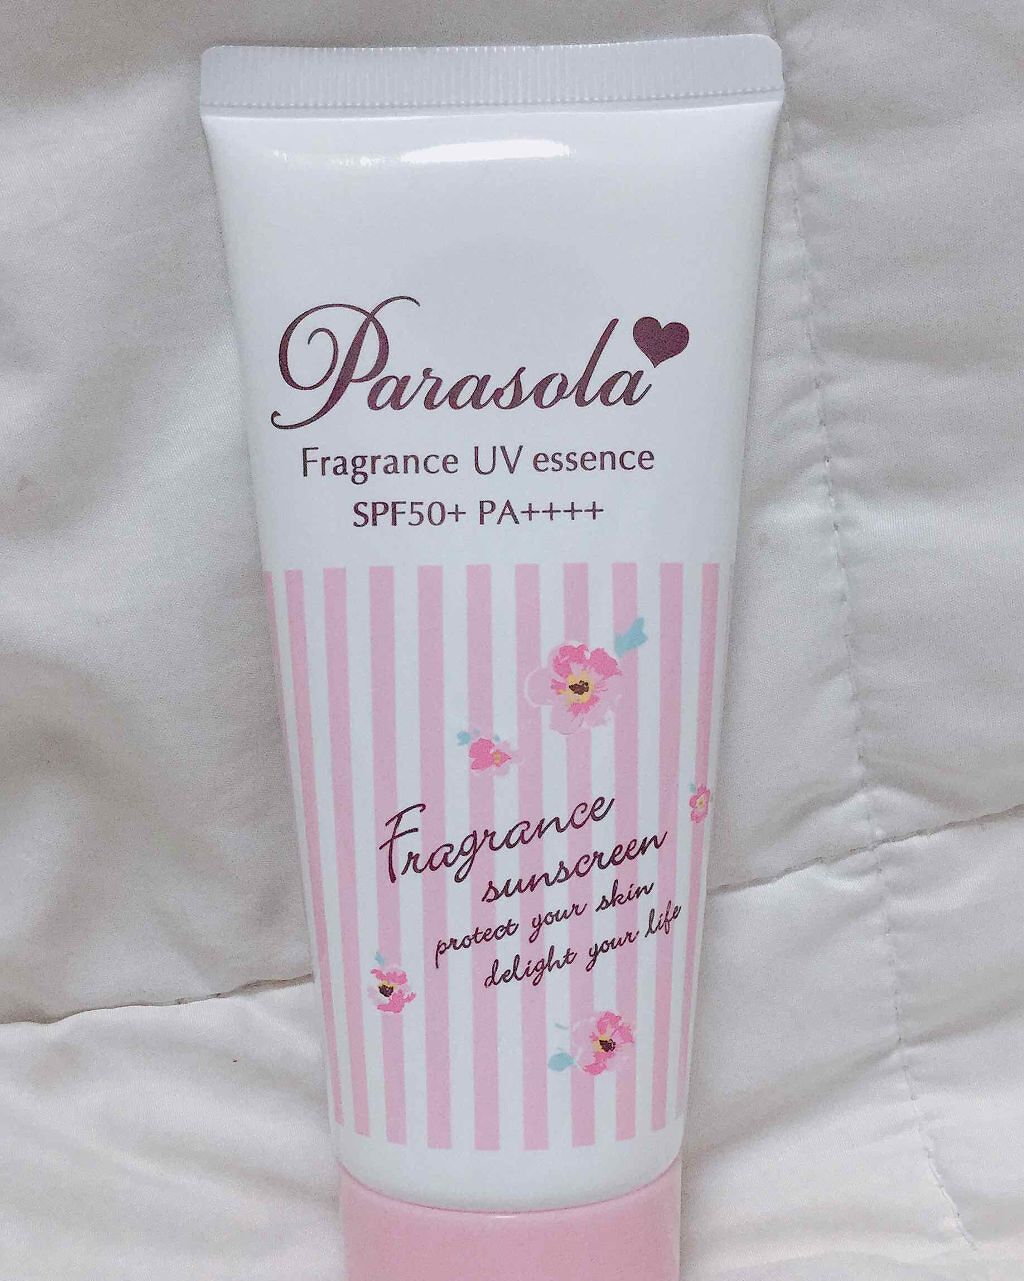 Parasola
Fragrance UV essence
SPF50+ PA++++
Fragrance
sunscreen
protect your skin
delight your life